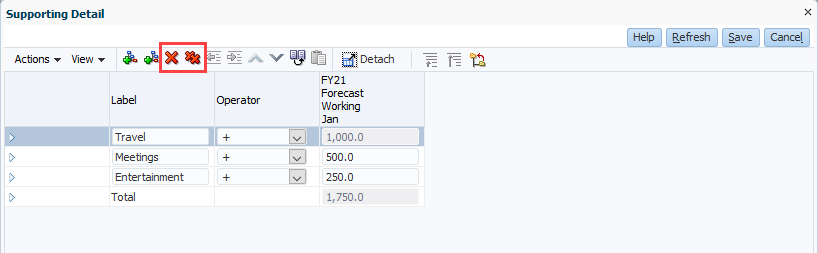 Supporting Detail
Help Refresh Save Cancel
Actions View Detach
Label Operator FY21
Forecast
Working
Jan
Travel + 1,000.0
Meetings + 500.0
Entertainment + 250.0
Total 1,750.0